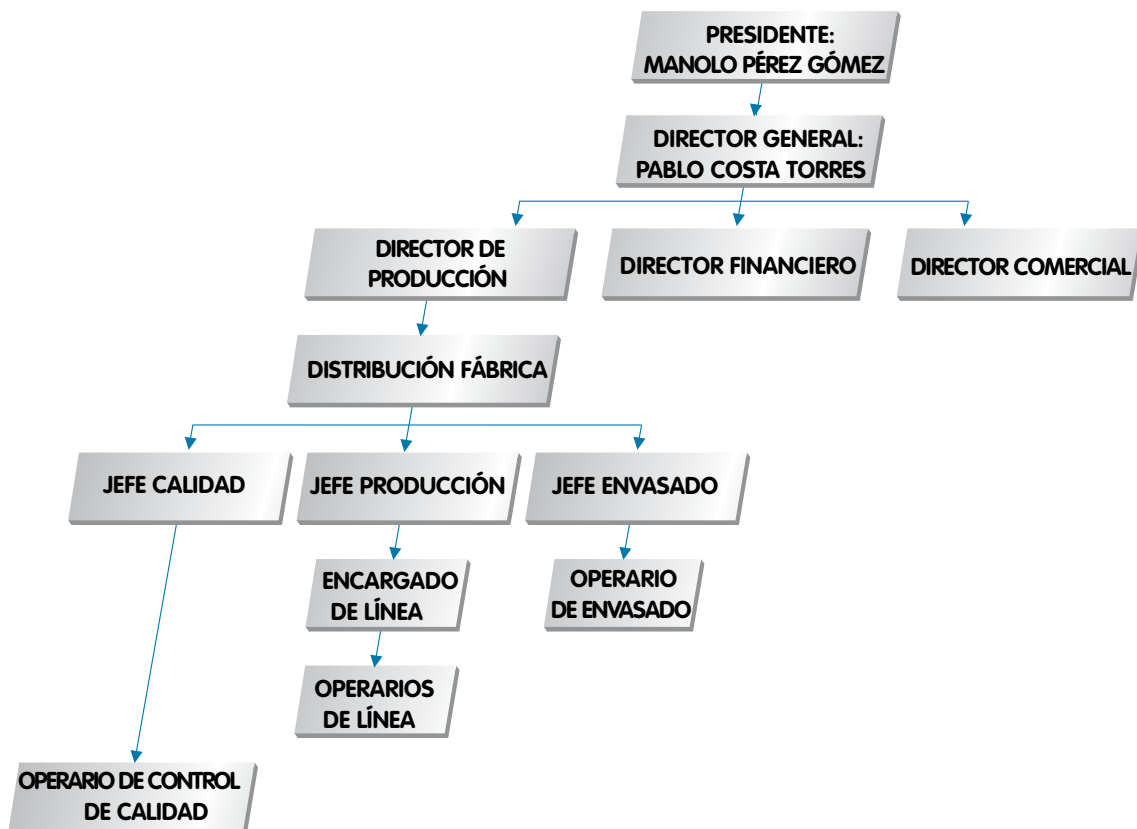 PRESIDENTE:
MANOLO PÉREZ GÓMEZ
DIRECTOR GENERAL:
PABLO COSTA TORRES
DIRECTOR DE
PRODUCCIÓN
DIRECTOR FINANCIERO
DIRECTOR COMERCIAL
DISTRIBUCIÓN FÁBRICA
JEFE CALIDAD
JEFE PRODUCCIÓN
JEFE ENVASADO
ENCARGADO
DE LÍNEA
OPERARIO
DE ENVASADO
OPERARIOS
DE LÍNEA
OPERARIO DE CONTROL
DE CALIDAD